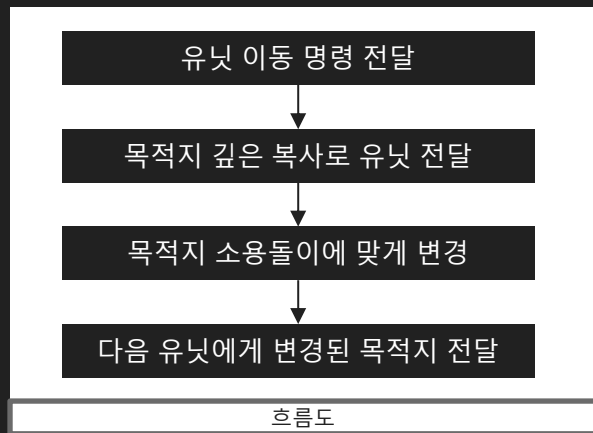 유닛 이동 명령 전달
목적지 깊은 복사로 유닛 전달
목적지 소용돌이에 맞게 변경
다음 유닛에게 변경된 목적지 전달
흐름도